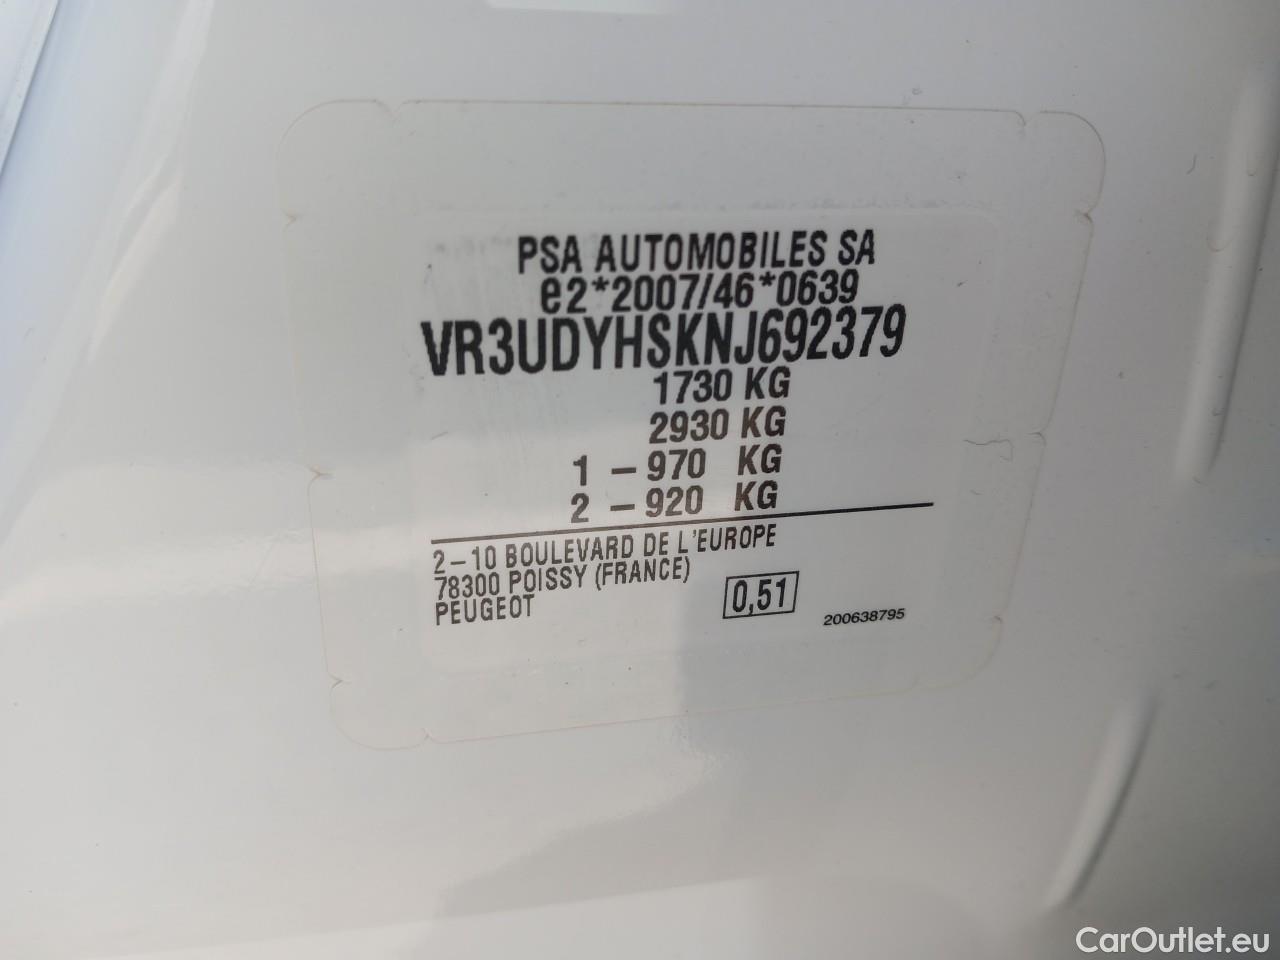 PSA AUTOMOBILES SA
e2*2007/46*0639
VR3UDYHSKNJ692379
1730 KG
2930 KG
1 – 970 KG
2 – 920 KG
2–10 BOULEVARD DE L'EUROPE
78300 POISSY (FRANCE)
PEUGEOT
0,51
200638795
CarOutlet.eu